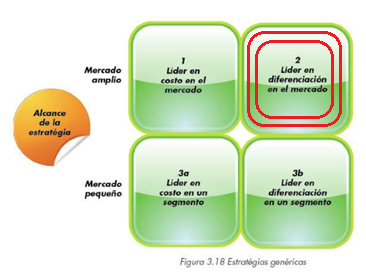 1
Líder en
costo en el
mercado
2
Líder en
diferenciación
en el mercado
Mercado
amplio
Alcance
de la
estratégia
Mercado
pequeño
3a
Líder en
costo en un
segmento
3b
Líder en
diferenciación
en un segmento
Figura 3.18 Estratégias genéricas